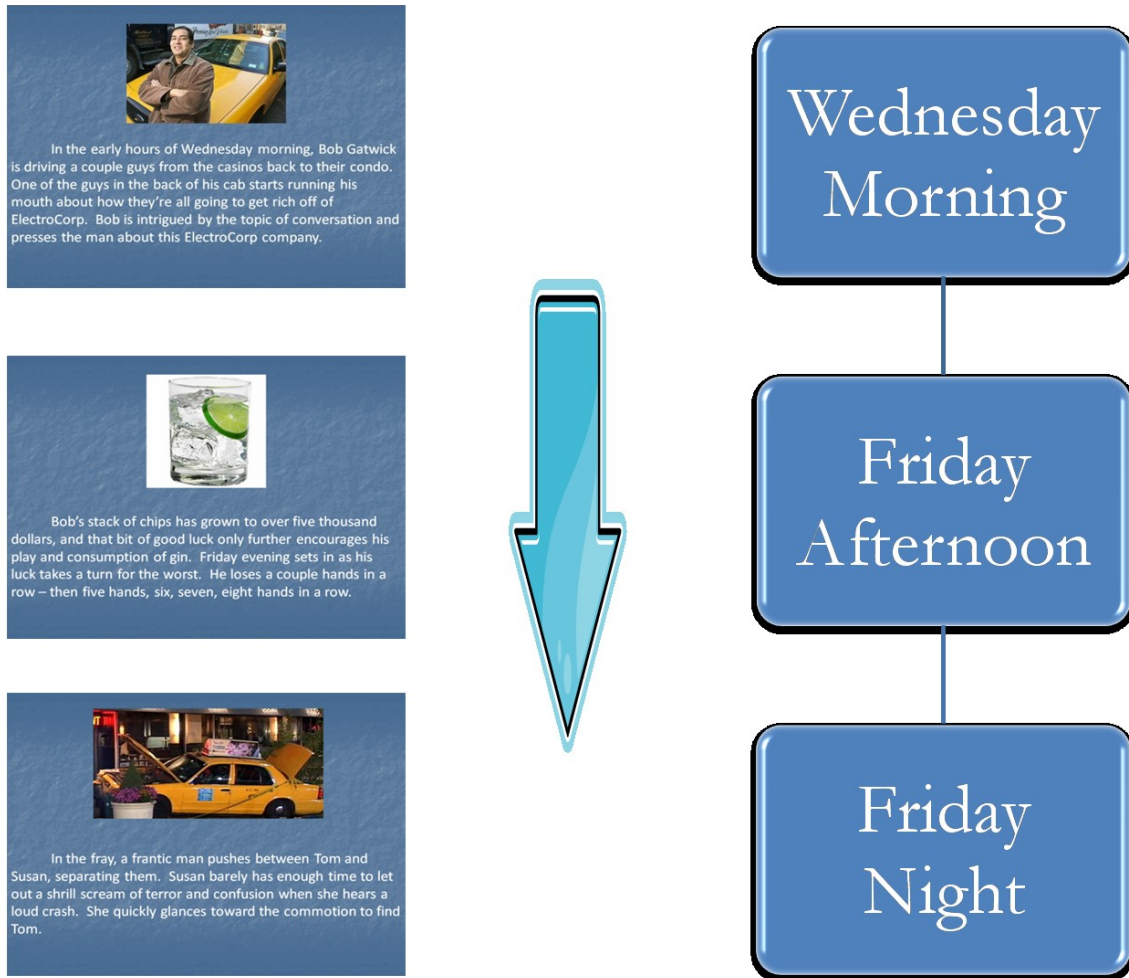 In the early hours of Wednesday morning, Bob Gatwick
is driving a couple guys from the casinos back to their condo.
One of the guys in the back of his cab starts running his
mouth about how they're all going to get rich off of
ElectroCorp. Bob is intrigued by the topic of conversation and
presses the man about this ElectroCorp company.
Wednesday
Morning
Bob's stack of chips has grown to over five thousand
dollars, and that bit of good luck only further encourages his
play and consumption of gin. Friday evening sets in as his
luck takes a turn for the worst. He loses a couple hands in a
row – then five hands, six, seven, eight hands in a row.
Friday
Afternoon
In the fray, a frantic man pushes between Tom and
Susan, separating them. Susan barely has enough time to let
out a shrill scream of terror and confusion when she hears a
loud crash. She quickly glances toward the commotion to find
Tom.
Friday
Night